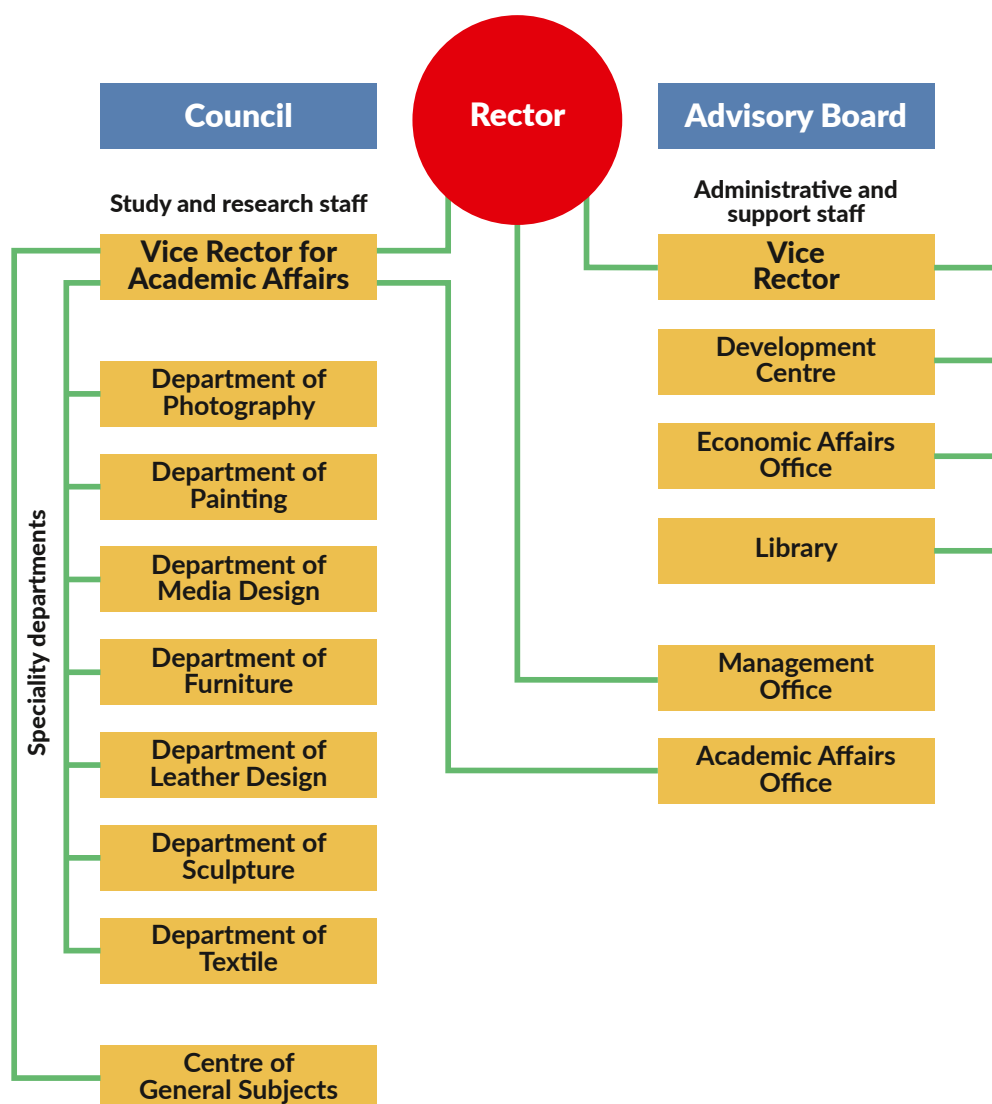 Council
Rector
Advisory Board
Study and research staff
Vice Rector for
Academic Affairs
Speciality departments
Department of
Photography
Department of
Painting
Department of
Media Design
Department of
Furniture
Department of
Leather Design
Department of
Sculpture
Department of
Textile
Centre of
General Subjects
Administrative and
support staff
Vice
Rector
Development
Centre
Economic Affairs
Office
Library
Management
Office
Academic Affairs
Office